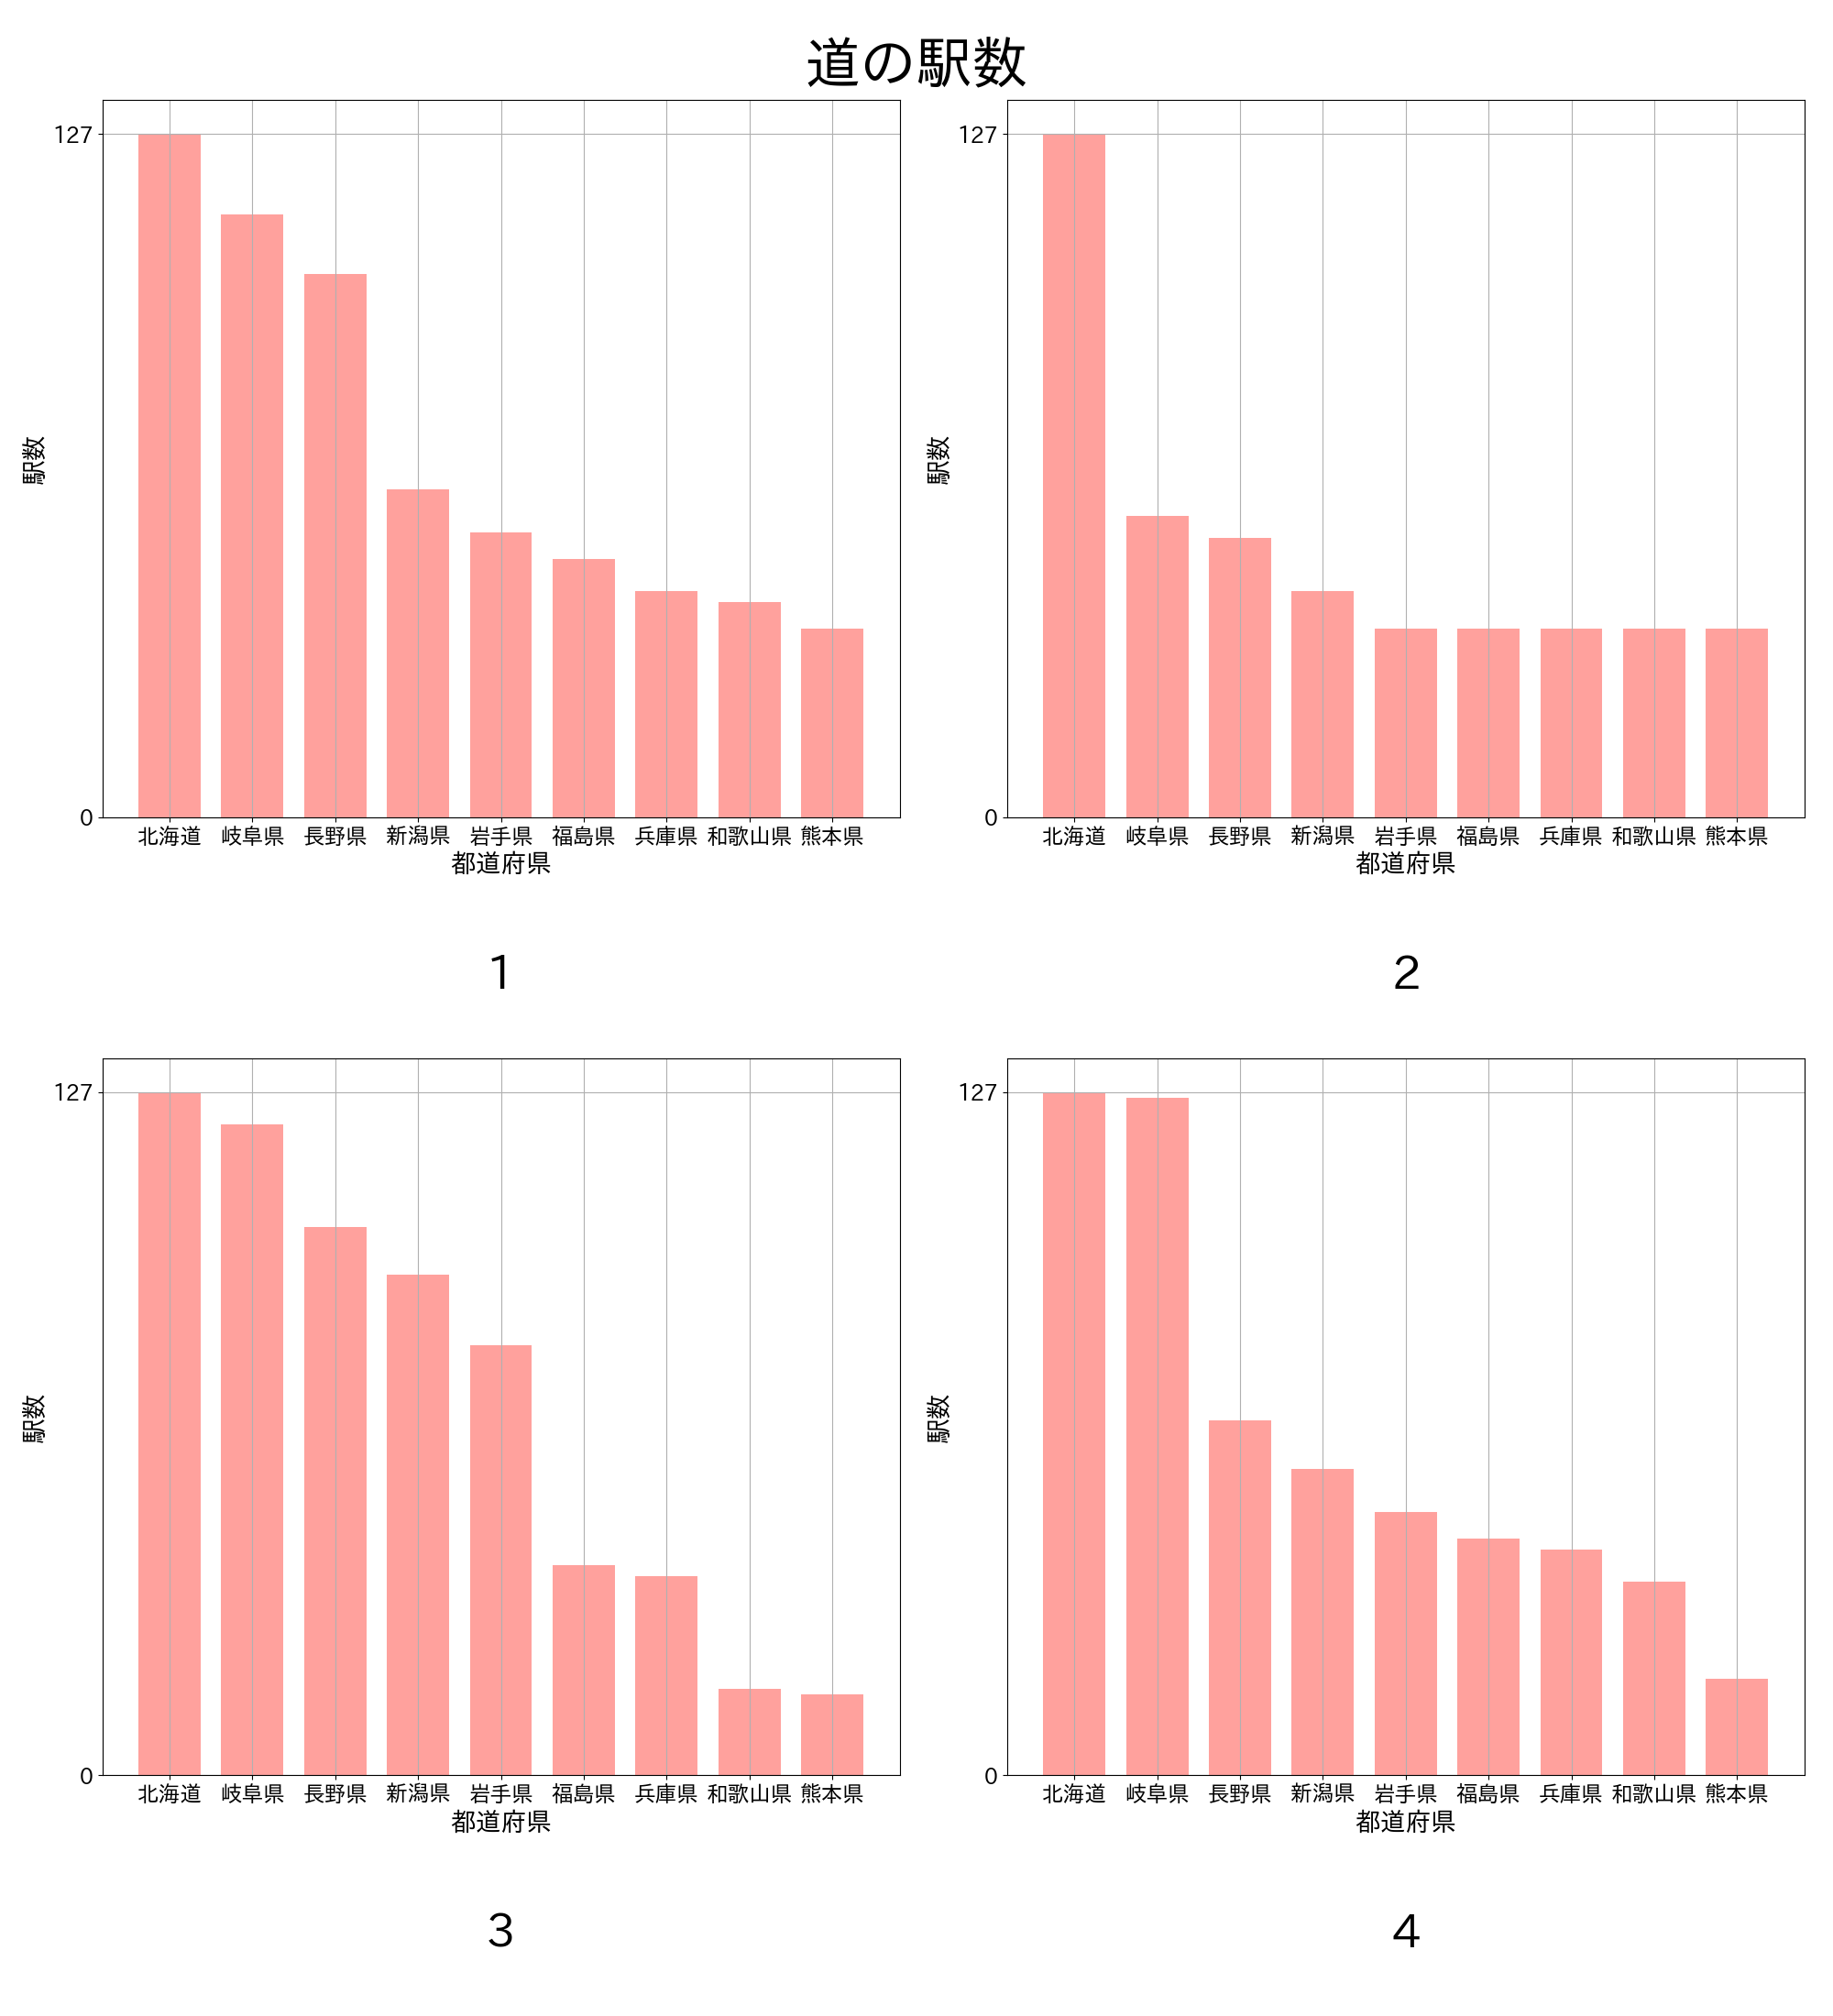 道の駅数
127
0
駅数
北海道 岐阜県 長野県 新潟県 岩手県 福島県 兵庫県 和歌山県 熊本県
都道府県
1
127
0
駅数
北海道 岐阜県 長野県 新潟県 岩手県 福島県 兵庫県 和歌山県 熊本県
都道府県
2
127
0
駅数
北海道 岐阜県 長野県 新潟県 岩手県 福島県 兵庫県 和歌山県 熊本県
都道府県
3
127
0
駅数
北海道 岐阜県 長野県 新潟県 岩手県 福島県 兵庫県 和歌山県 熊本県
都道府県
4